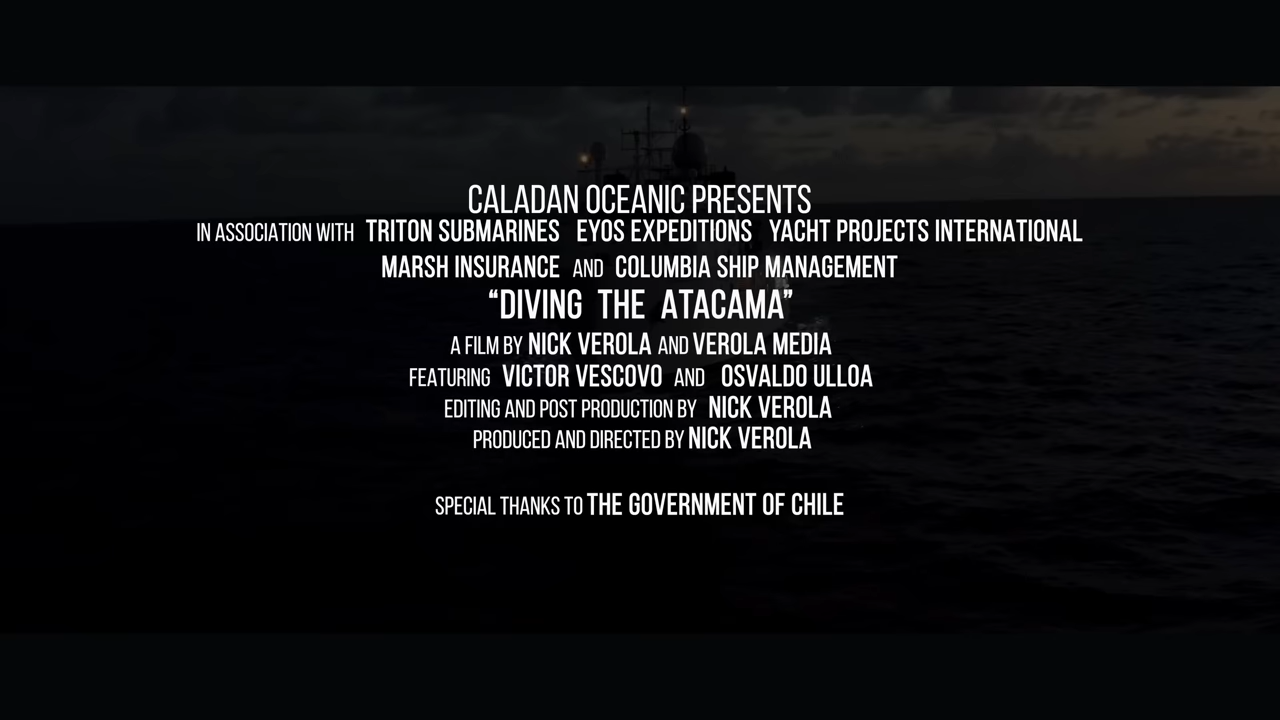 CALADAN OCEANIC PRESENTS
IN ASSOCIATION WITH TRITON SUBMARINES EYOS EXPEDITIONS YACHT PROJECTS INTERNATIONAL
MARSH INSURANCE AND COLUMBIA SHIP MANAGEMENT
“DIVING THE ATACAMA”
A FILM BY NICK VEROLA AND VEROLA MEDIA
FEATURING VICTOR VESCOVO AND OSVALDO ULLOA
EDITING AND POST PRODUCTION BY NICK VEROLA
PRODUCED AND DIRECTED BY NICK VEROLA
SPECIAL THANKS TO THE GOVERNMENT OF CHILE